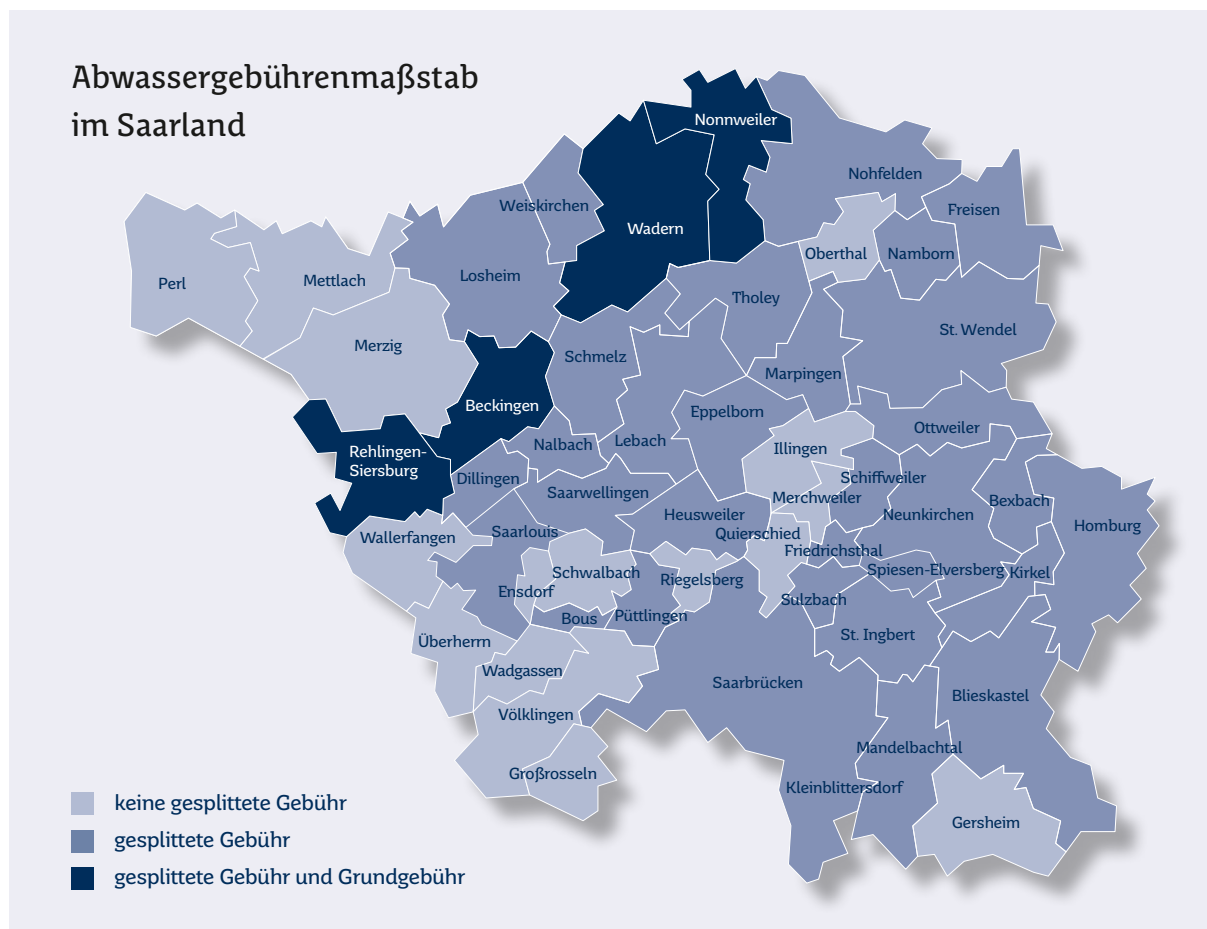 Abwassergebührenmaßstab
im Saarland
Nonnweiler
Nohfelden
Weiskirchen
Freisen
Wadern
Oberthal
Namborn
Perl
Mettlach
Losheim
Tholey
St. Wendel
Merzig
Schmelz
Marpingen
Beckingen
Eppelborn
Ottweiler
Nalbach
Lebach
Illingen
Rehlingen-
Siersburg
Dillingen
Schiffweiler
Saarwellingen
Merchweiler
Bexbach
Heusweiler
Neunkirchen
Homburg
Saarlouis
Quierschied
Wallerfangen
Friedrichsthal
Schwalbach
Riegelsberg
Spiesen-Elversberg
Kirkel
Ensdorf
Sulzbach
Bous
Püttlingen
Überherrn
St. Ingbert
Wadgassen
Saarbrücken
Blieskastel
Völklingen
Mandelbachtal
Großrosseln
Kleinblittersdorf
Gersheim
keine gesplittete Gebühr
gesplittete Gebühr
gesplittete Gebühr und Grundgebühr